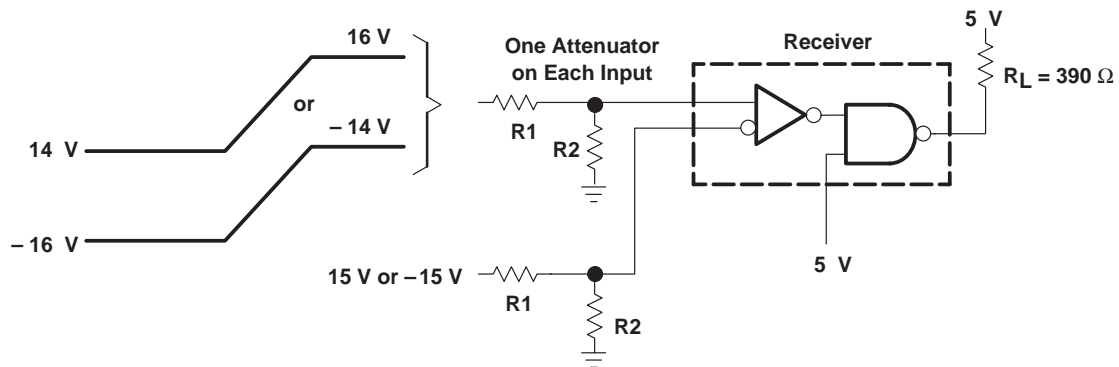 5 V
16 V
One Attenuator
on Each Input
Receiver
RL = 390 Ω
or
R1
– 14 V
14 V
R2
– 16 V
5 V
15 V or –15 V
R1
R2